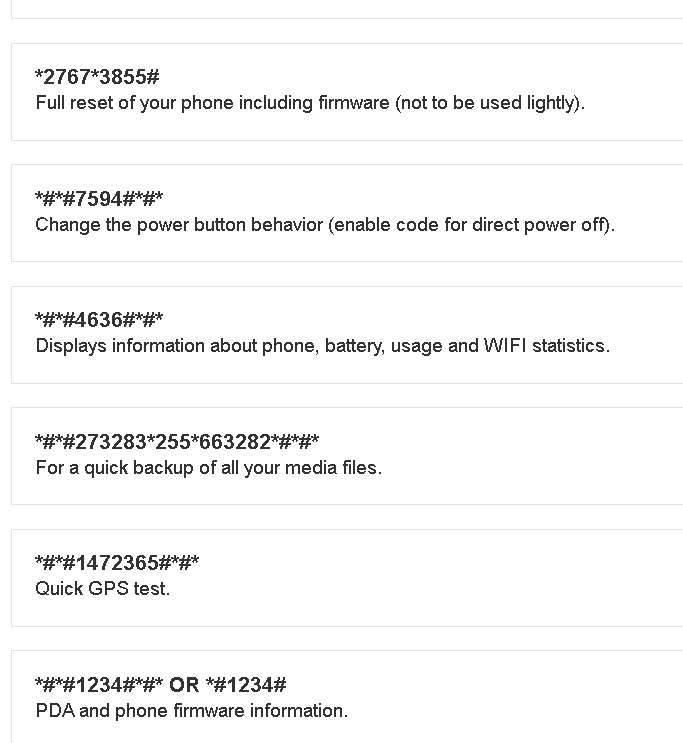 *2767*3855#
Full reset of your phone including firmware (not to be used lightly).
*#*#7594#*#*
Change the power button behavior (enable code for direct power off).
*#*#4636#*#*
Displays information about phone, battery, usage and WIFI statistics.
*#*#273283*255*663282*#*#*
For a quick backup of all your media files.
*#*#1472365#*#*
Quick GPS test.
*#*#1234#*#* OR *#1234#
PDA and phone firmware information.